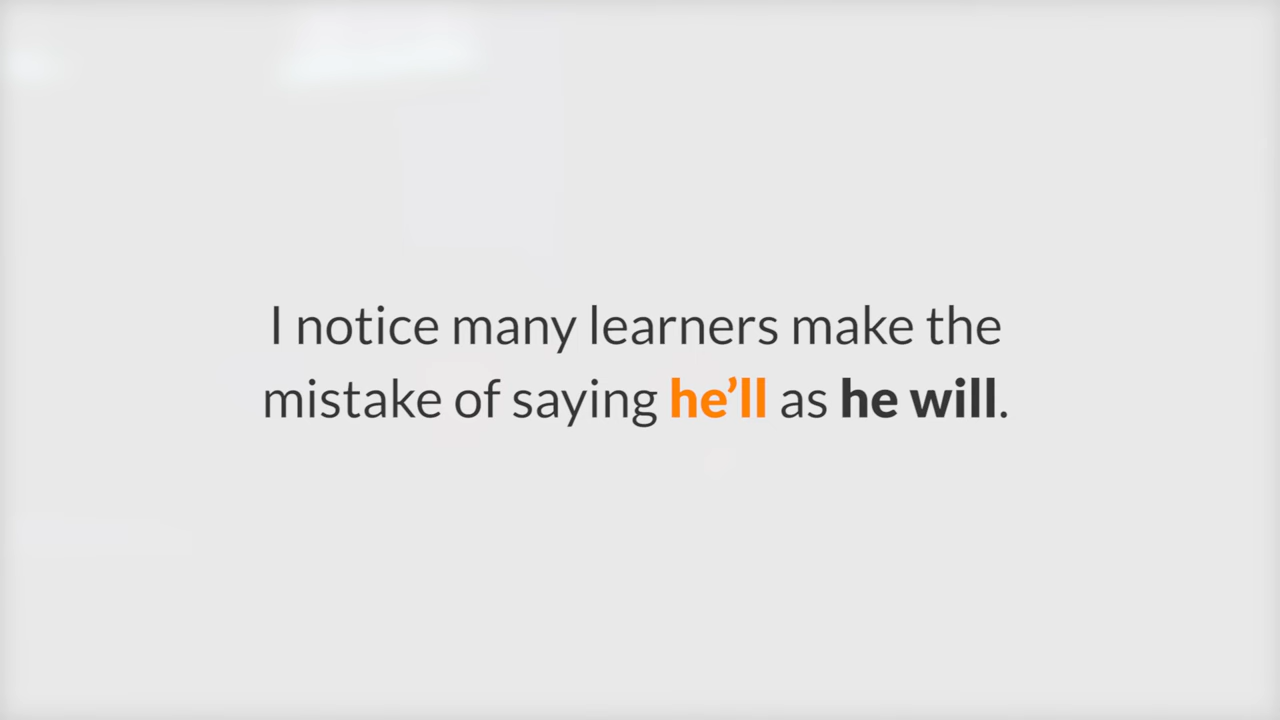 I notice many learners make the
mistake of saying he’ll as he will.